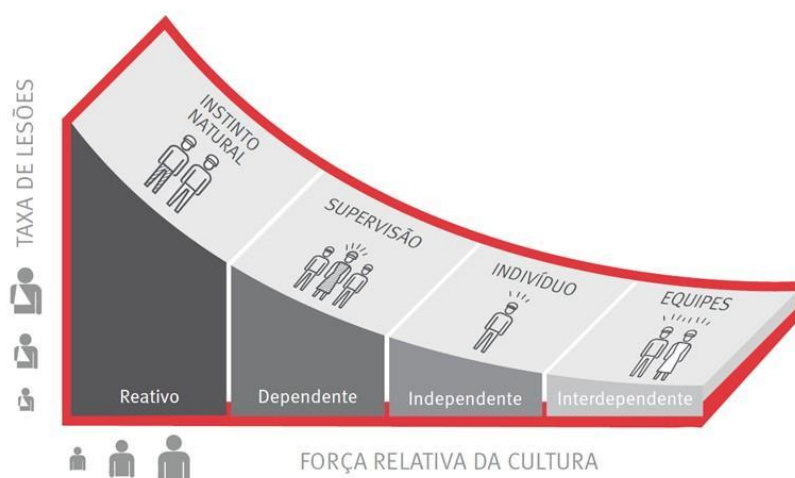 INSTINTO
NATURAL
SUPERVISÃO
INDIVÍDUO
EQUIPES
TAXA DE LESÕES
Reativo
Dependente
Independente
Interdependente
FORÇA RELATIVA DA CULTURA